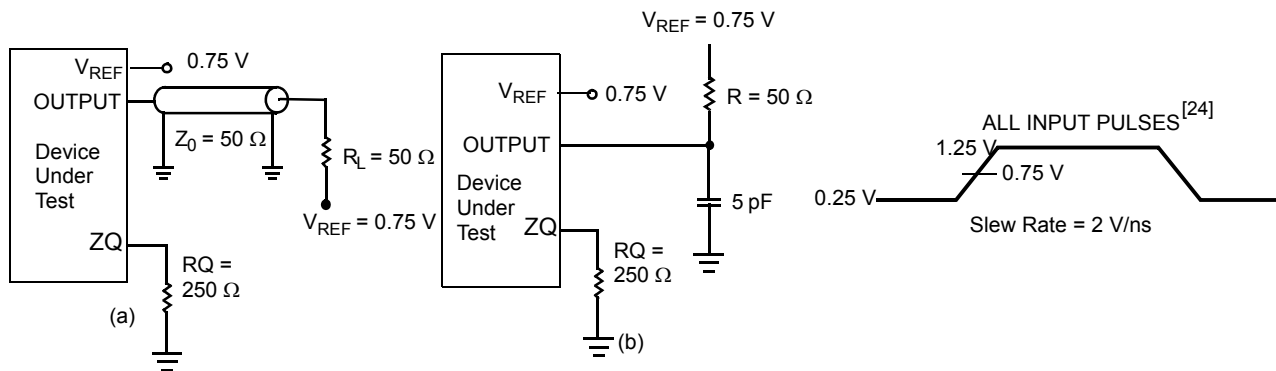 V_REF
0.75 V
OUTPUT
Z_0 = 50 Ω
Device
Under
Test
R_L = 50 Ω
V_REF = 0.75 V
ZQ
RQ =
250 Ω
(a)
V_REF = 0.75 V
R = 50 Ω
V_REF
0.75 V
OUTPUT
Device
Under
Test
5 pF
ZQ
RQ =
250 Ω
(b)
ALL INPUT PULSES[24]
1.25 V
0.75 V
0.25 V
Slew Rate = 2 V/ns